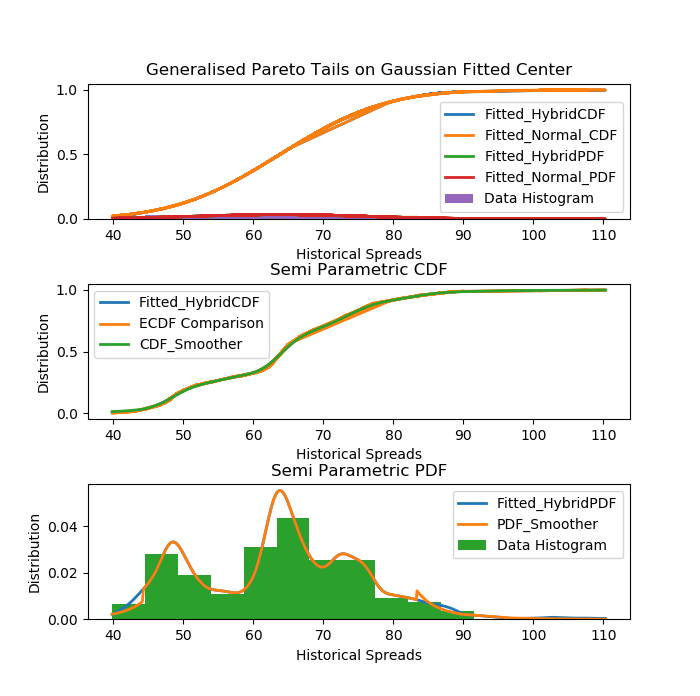 Generalised Pareto Tails on Gaussian Fitted Center
1.0
0.5
0.0
Distribution
Fitted_HybridCDF
Fitted_Normal_CDF
Fitted_HybridPDF
Fitted_Normal_PDF
Data Histogram
40 50 60 70 80 90 100 110
Historical Spreads
Semi Parametric CDF
1.0
0.5
0.0
Distribution
Fitted_HybridCDF
ECDF Comparison
CDF_Smoother
40 50 60 70 80 90 100 110
Historical Spreads
Semi Parametric PDF
0.04
0.02
0.00
Distribution
Fitted_HybridPDF
PDF_Smoother
Data Histogram
40 50 60 70 80 90 100 110
Historical Spreads